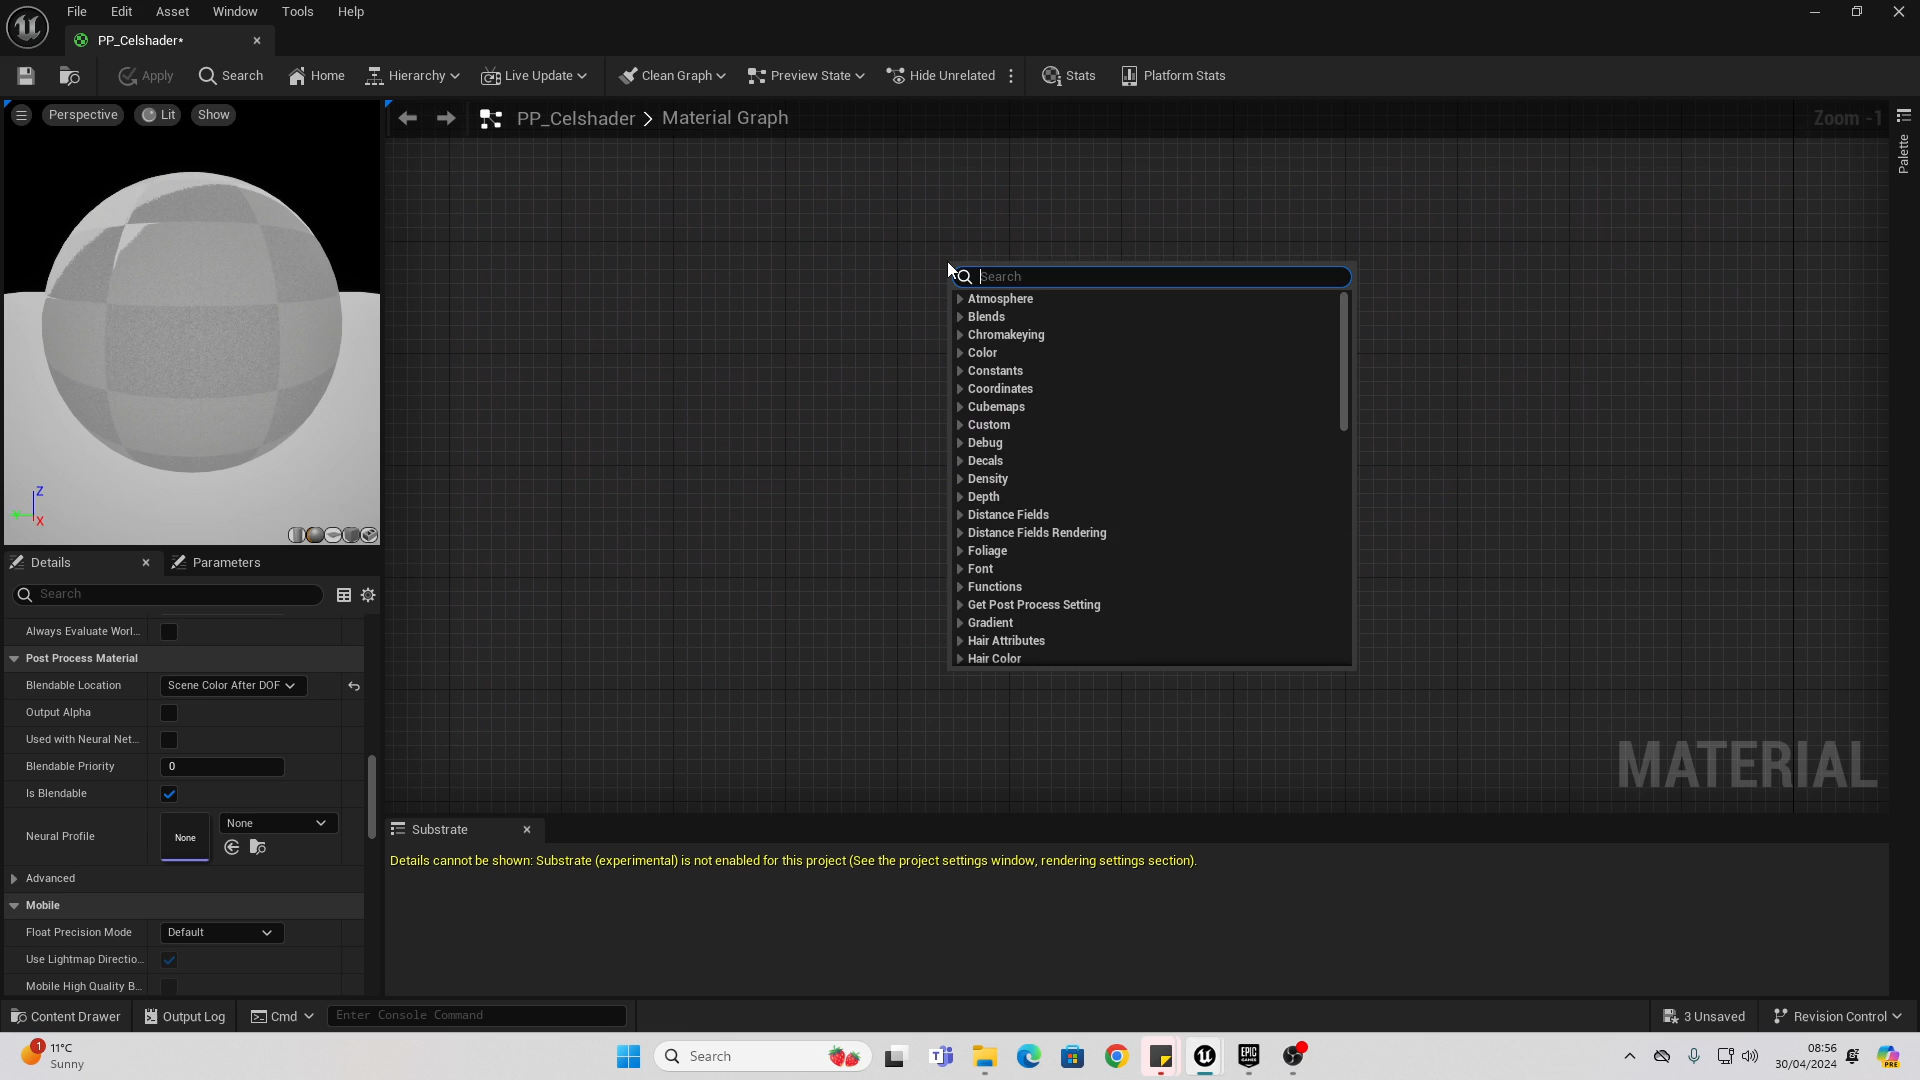 File Edit Asset Window Tools Help
PP_Celshader*
Apply Search Home Hierarchy Live Update Clean Graph Preview State Hide Unrelated Stats Platform Stats
Perspective Lit Show
PP_Celshader > Material Graph
Zoom -1
Palette
Search
Atmosphere
Blends
Chromakeying
Color
Constants
Coordinates
Cubemaps
Custom
Debug
Decals
Density
Depth
Distance Fields
Distance Fields Rendering
Foliage
Font
Functions
Get Post Process Setting
Gradient
Hair Attributes
Hair Color
Z
X
Details Parameters
Search
Always Evaluate Worl...
Post Process Material
Blendable Location Scene Color After DOF
Output Alpha
Used with Neural Net...
Blendable Priority 0
Is Blendable
Neural Profile None None
Advanced
Mobile
Float Precision Mode Default
Use Lightmap Directio...
Mobile High Quality B...
MATERIAL
Substrate
Details cannot be shown: Substrate (experimental) is not enabled for this project (See the project settings window, rendering settings section).
Content Drawer Output Log Cmd Enter Console Command 3 Unsaved Revision Control
1
11°C
Sunny
Search
EPIC GAMES
08:56
30/04/2024
PRE